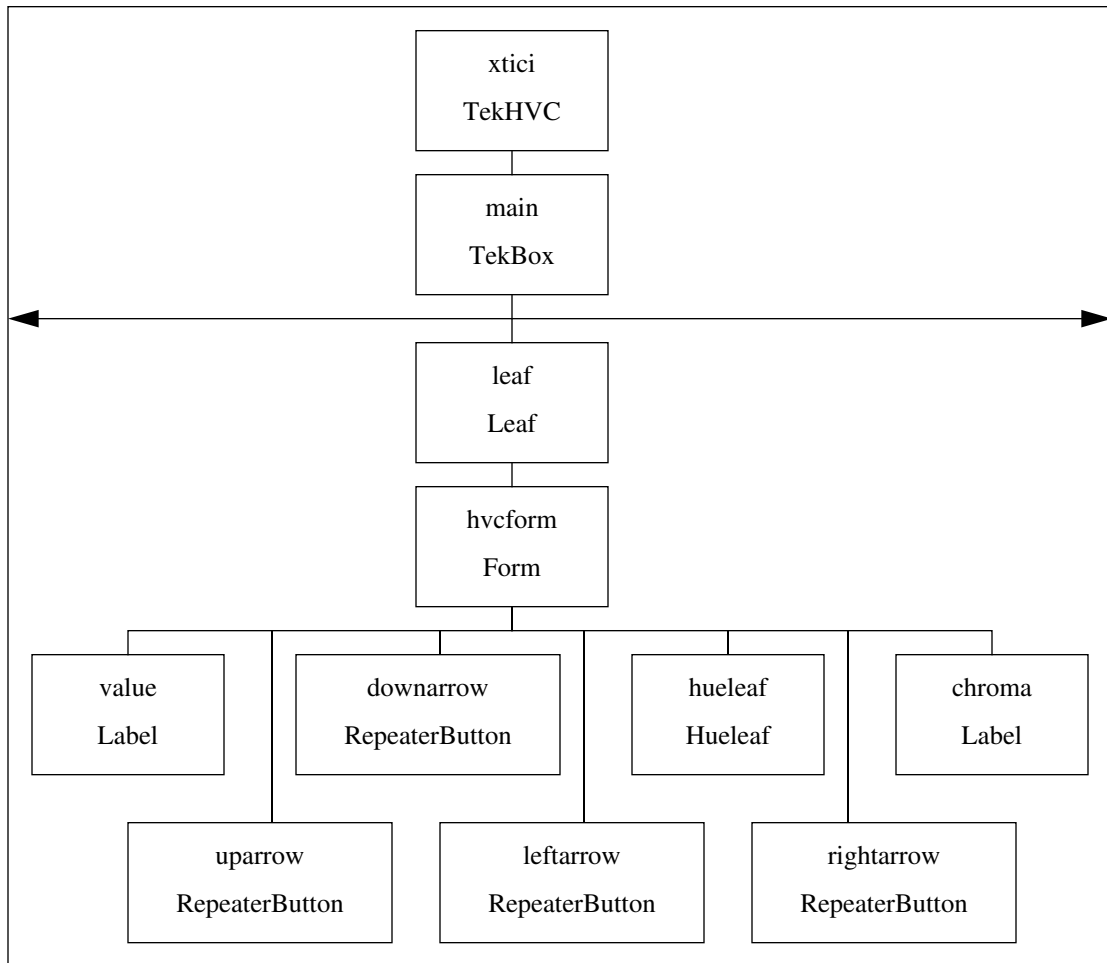 xtici
TekHVC
main
TekBox
leaf
Leaf
hvcform
Form
value
Label
downarrow
RepeaterButton
hueleaf
Hueleaf
chroma
Label
uparrow
RepeaterButton
leftarrow
RepeaterButton
rightarrow
RepeaterButton